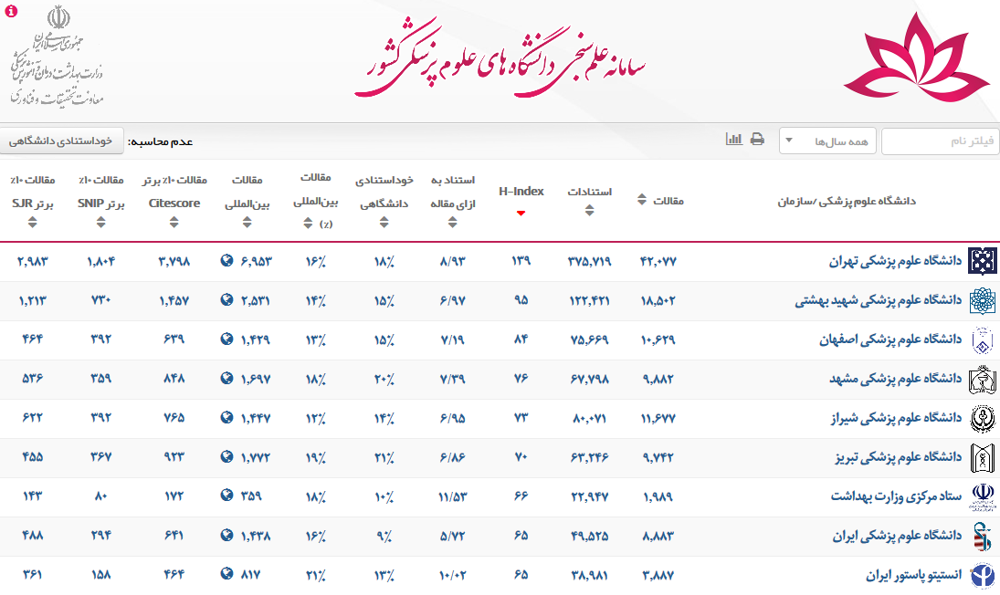 جمهوری اسلامی ایران
وزارت بهداشت، درمان و آموزش پزشکی
معاونت تحقیقات و فناوری
سامانه علم سنجی دانشگاه های علوم پزشکی کشور
فیلتر نام
همه سال‌ها
عدم محاسبه: خوداستنادی دانشگاهی
دانشگاه علوم پزشکی /سازمان مقالات استنادات H-Index استناد به ازای مقاله خوداستنادی دانشگاهی مقالات بین‌المللی (٪) مقالات بین‌المللی مقالات ۱۰٪ برتر Citescore مقالات ۱۰٪ برتر SNIP مقالات ۱۰٪ برتر SJR
دانشگاه علوم پزشکی تهران ۴۲,۰۷۷ ۳۷۵,۷۱۹ ۱۳۹ ۸/۹۳ ۱۸٪ ۱۶٪ ۶,۹۵۳ ۳,۷۹۸ ۱,۸۰۴ ۲,۹۸۳
دانشگاه علوم پزشکی شهید بهشتی ۱۸,۵۰۲ ۱۲۲,۴۲۱ ۹۵ ۶/۹۷ ۱۵٪ ۱۴٪ ۲,۵۳۱ ۱,۴۵۷ ۷۳۰ ۱,۲۱۳
دانشگاه علوم پزشکی اصفهان ۱۰,۶۲۹ ۷۵,۶۶۹ ۸۴ ۷/۱۹ ۱۵٪ ۱۳٪ ۱,۴۲۹ ۶۳۹ ۳۹۲ ۴۶۴
دانشگاه علوم پزشکی مشهد ۹,۸۸۲ ۶۷,۷۹۸ ۷۶ ۷/۳۹ ۲۰٪ ۱۸٪ ۱,۶۹۷ ۸۴۸ ۳۵۹ ۵۳۶
دانشگاه علوم پزشکی شیراز ۱۱,۶۷۷ ۸۰,۰۷۱ ۷۳ ۶/۹۵ ۱۴٪ ۱۲٪ ۱,۴۴۷ ۷۶۵ ۳۹۲ ۶۲۲
دانشگاه علوم پزشکی تبریز ۹,۷۴۲ ۶۳,۲۴۶ ۷۰ ۶/۸۶ ۲۱٪ ۱۹٪ ۱,۷۷۲ ۹۲۳ ۳۶۷ ۴۵۵
ستاد مرکزی وزارت بهداشت ۱,۹۸۹ ۲۲,۹۴۷ ۶۶ ۱۱/۵۳ ۱۰٪ ۱۸٪ ۳۵۹ ۱۷۲ ۸۰ ۱۴۳
دانشگاه علوم پزشکی ایران ۸,۸۸۳ ۴۹,۵۲۵ ۶۵ ۵/۷۲ ۹٪ ۱۶٪ ۱,۴۳۸ ۶۴۱ ۲۹۴ ۴۸۸
انستیتو پاستور ایران ۳,۸۸۷ ۳۸,۹۸۱ ۶۵ ۱۰/۰۲ ۱۳٪ ۲۱٪ ۸۱۷ ۴۶۴ ۱۵۸ ۳۶۱